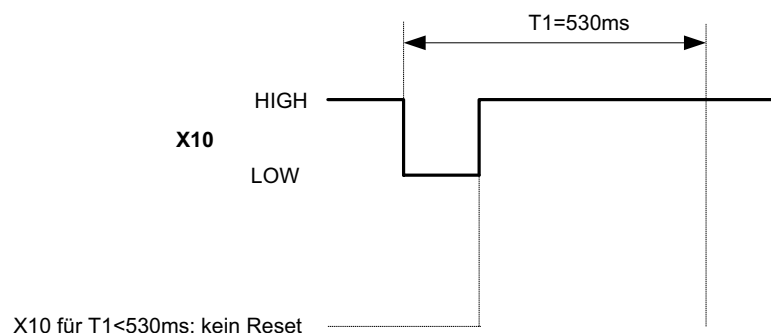 T1=530ms
HIGH
X10
LOW
X10 für T1<530ms: kein Reset